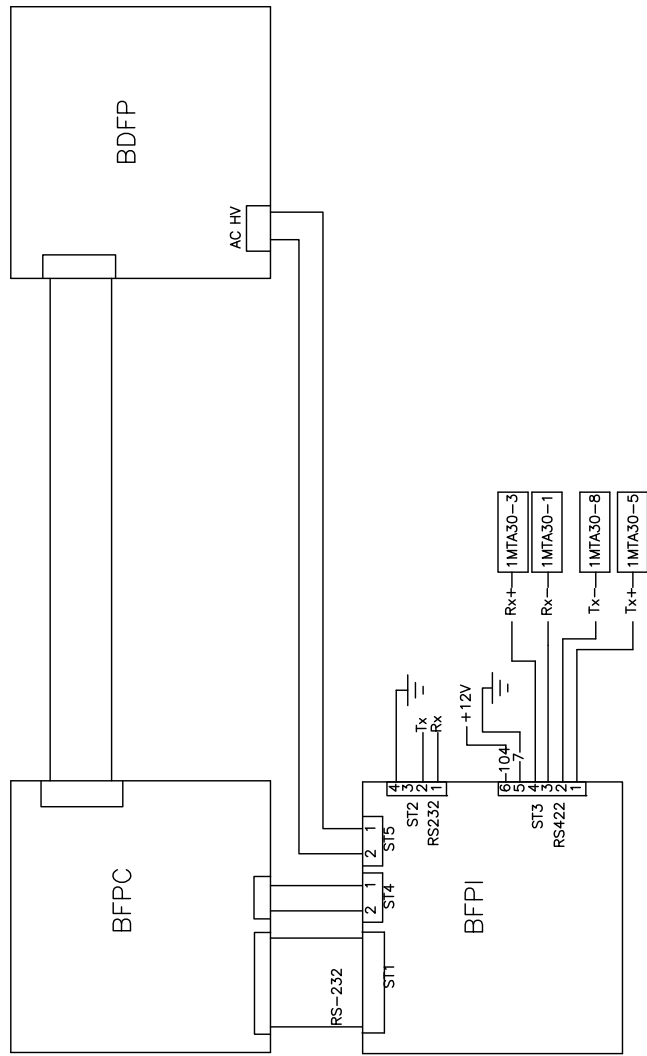 BDFP
AC HV
BFPC
RS-232
ST1
2 1
ST4
2 1
ST5
BFPI
4
3
2 Tx
1 Rx
ST2
RS232
+12V
6 104
5 7
4
3
2
1
ST3
RS422
Rx+ 1MTA30-3
Rx- 1MTA30-1
Tx- 1MTA30-8
Tx+ 1MTA30-5